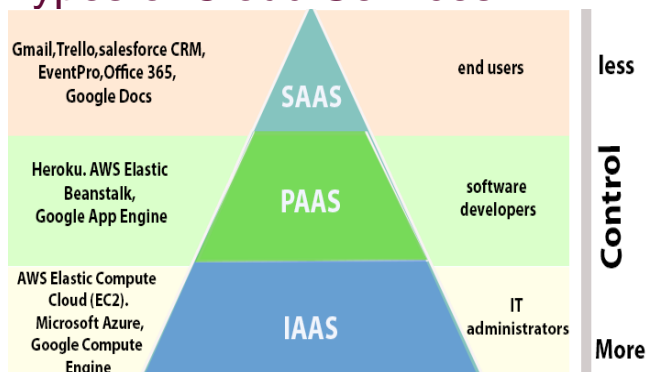 Gmail,Trello,salesforce CRM,
EventPro,Office 365,
Google Docs
SAAS
end users
less
Heroku. AWS Elastic
Beanstalk,
Google App Engine
PAAS
software
developers
Control
AWS Elastic Compute
Cloud (EC2).
Microsoft Azure,
Google Compute
Engine
IAAS
IT
administrators
More